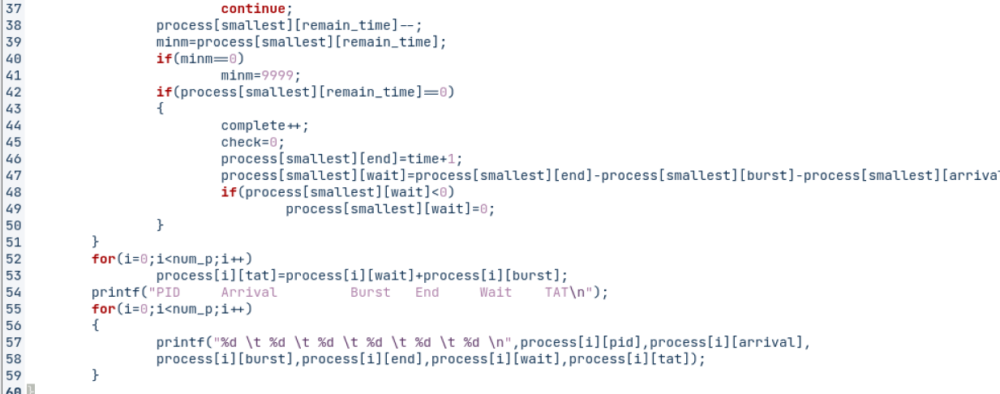 37                         continue;
38                 process[smallest][remain_time]--;
39                 minm=process[smallest][remain_time];
40                 if(minm==0)
41                         minm=9999;
42                 if(process[smallest][remain_time]==0)
43                 {
44                         complete++;
45                         check=0;
46                         process[smallest][end]=time+1;
47                         process[smallest][wait]=process[smallest][end]-process[smallest][burst]-process[smallest][arrival
48                         if(process[smallest][wait]<0)
49                                 process[smallest][wait]=0;
50                 }
51         }
52         for(i=0;i<num_p;i++)
53                 process[i][tat]=process[i][wait]+process[i][burst];
54         printf("PID     Arrival         Burst   End     Wait    TAT\n");
55         for(i=0;i<num_p;i++)
56         {
57                 printf("%d \t %d \t %d \t %d \t %d \t %d \n",process[i][pid],process[i][arrival],
58                 process[i][burst],process[i][end],process[i][wait],process[i][tat]);
59         }
60 }